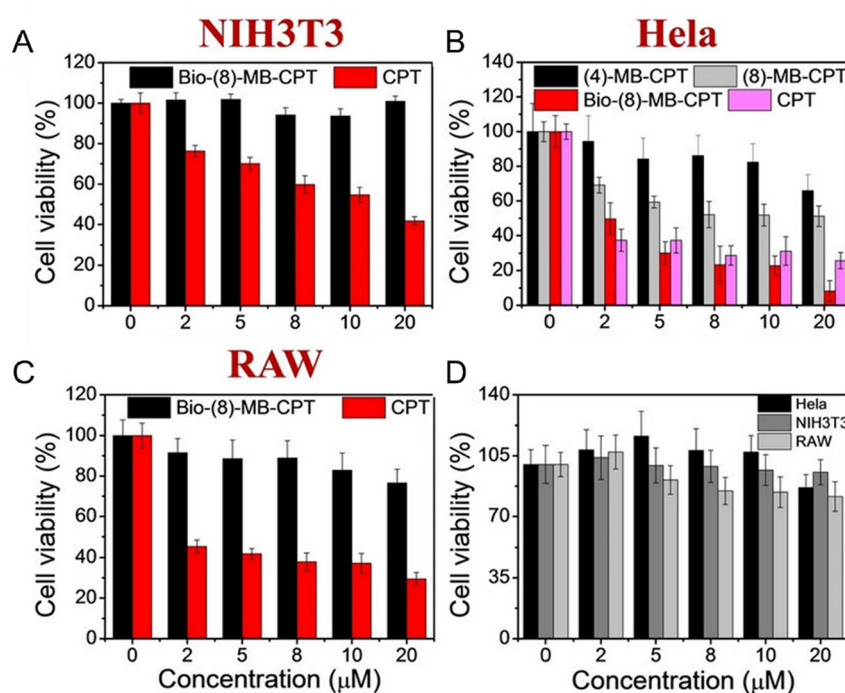 A
NIH3T3
Bio-(8)-MB-CPT CPT
Cell viability (%)
120
100
80
60
40
20
0
0 2 5 8 10 20
B
Hela
(4)-MB-CPT (8)-MB-CPT
Bio-(8)-MB-CPT CPT
Cell viability (%)
140
120
100
80
60
40
20
0
0 2 5 8 10 20
C
RAW
Bio-(8)-MB-CPT CPT
Cell viability (%)
120
100
80
60
40
20
0
0 2 5 8 10 20
Concentration (μM)
D
Hela
NIH3T3
RAW
Cell viability (%)
140
105
70
35
0
0 2 5 8 10 20
Concentration (μM)